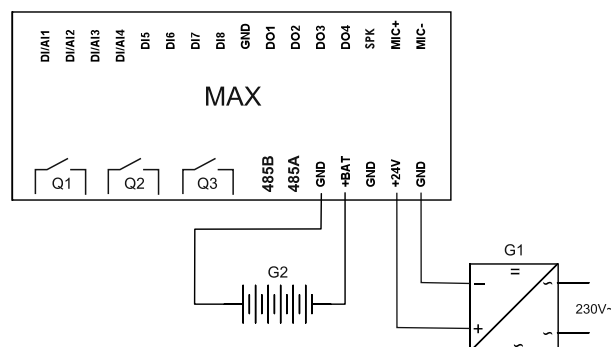 DI/AI1 DI/AI2 DI/AI3 DI/AI4 DI5 DI6 DI7 DI8 GND DO1 DO2 DO3 DO4 SPK MIC+ MIC-
MAX
Q1 Q2 Q3 485B 485A GND +BAT GND +24V GND
G2
G1
=
− ~
230V~
+ ~
~